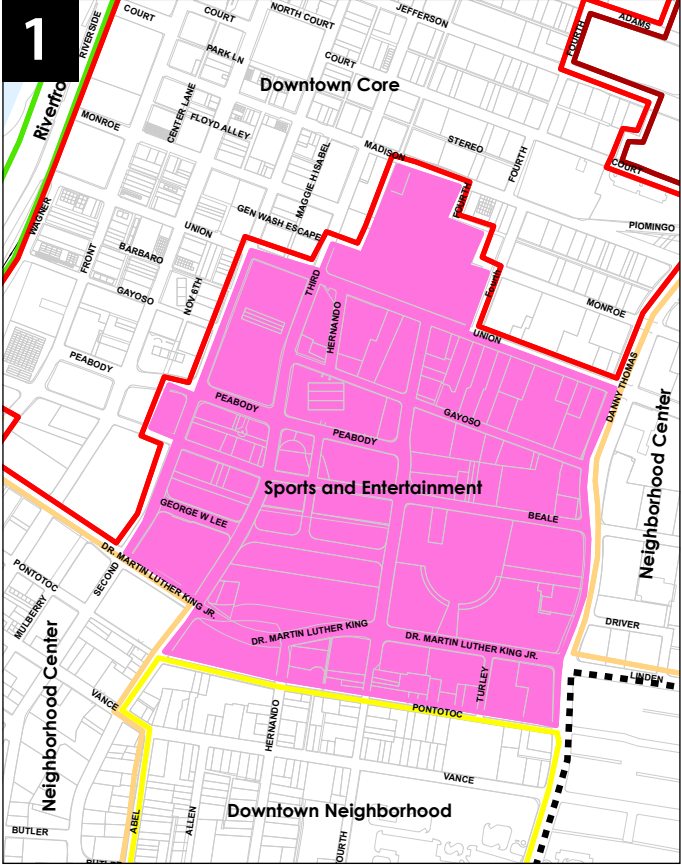 1
RIVERSIDE
COURT
COURT
NORTH COURT
JEFFERSON
ADAMS
FOURTH
PARK LN
COURT
Downtown Core
Riverfro
MONROE
CENTER LANE
FLOYD ALLEY
MAGGIE H ISABEL
MADISON
STEREO
FOURTH
COURT
WAGNER
FRONT
BARBARO
UNION
GEN WASH ESCAPE
FOURTH
PIOMINGO
GAYOSO
NOV 6TH
THIRD
HERNANDO
Fourth
MONROE
UNION
PEABODY
PEABODY
PEABODY
GAYOSO
DANNY THOMAS
Neighborhood Center
Sports and Entertainment
GEORGE W LEE
BEALE
DR. MARTIN LUTHER KING JR.
PONTOTOC
SECOND
MULBERRY
DR. MARTIN LUTHER KING
DR. MARTIN LUTHER KING JR.
DRIVER
LINDEN
Neighborhood Center
VANCE
TURLEY
HERNANDO
PONTOTOC
VANCE
Downtown Neighborhood
BUTLER
ABEL
ALLEN
OURTH
BUTLER